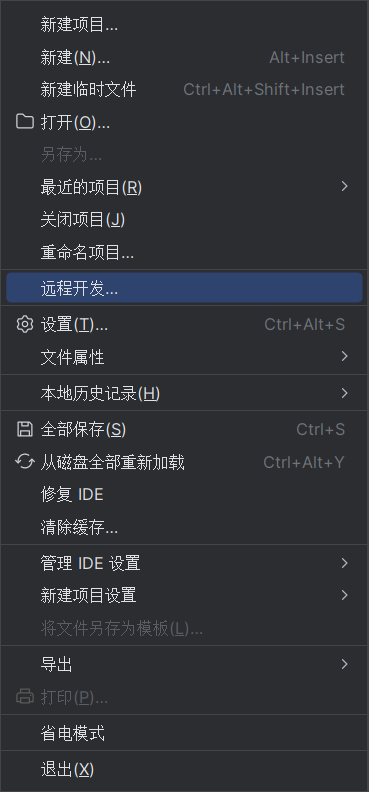 新建项目...
新建(N)... Alt+Insert
新建临时文件 Ctrl+Alt+Shift+Insert
打开(O)...
另存为...
最近的项目(R)
关闭项目(J)
重命名项目...
远程开发...
设置(T)... Ctrl+Alt+S
文件属性
本地历史记录(H)
全部保存(S) Ctrl+S
从磁盘全部重新加载 Ctrl+Alt+Y
修复 IDE
清除缓存...
管理 IDE 设置
新建项目设置
将文件另存为模板(L)...
导出
打印(P)...
省电模式
退出(X)